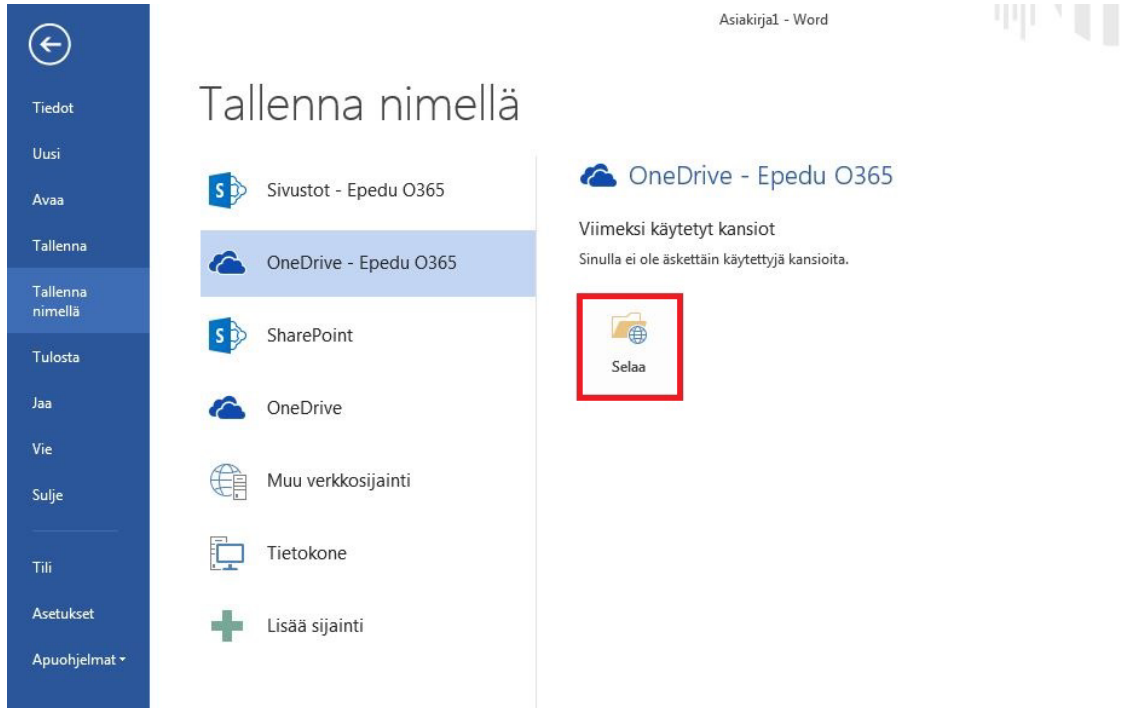 Asiakirja1 - Word
Tiedot
Uusi
Avaa
Tallenna
Tallenna
nimellä
Tulosta
Jaa
Vie
Sulje
Tili
Asetukset
Apuohjelmat
Tallenna nimellä
Sivustot - Epedu O365
OneDrive - Epedu O365
SharePoint
OneDrive
Muu verkkosijainti
Tietokone
Lisää sijainti
OneDrive - Epedu O365
Viimeksi käytetyt kansiot
Sinulla ei ole äskettäin käytettyjä kansioita.
Selaa